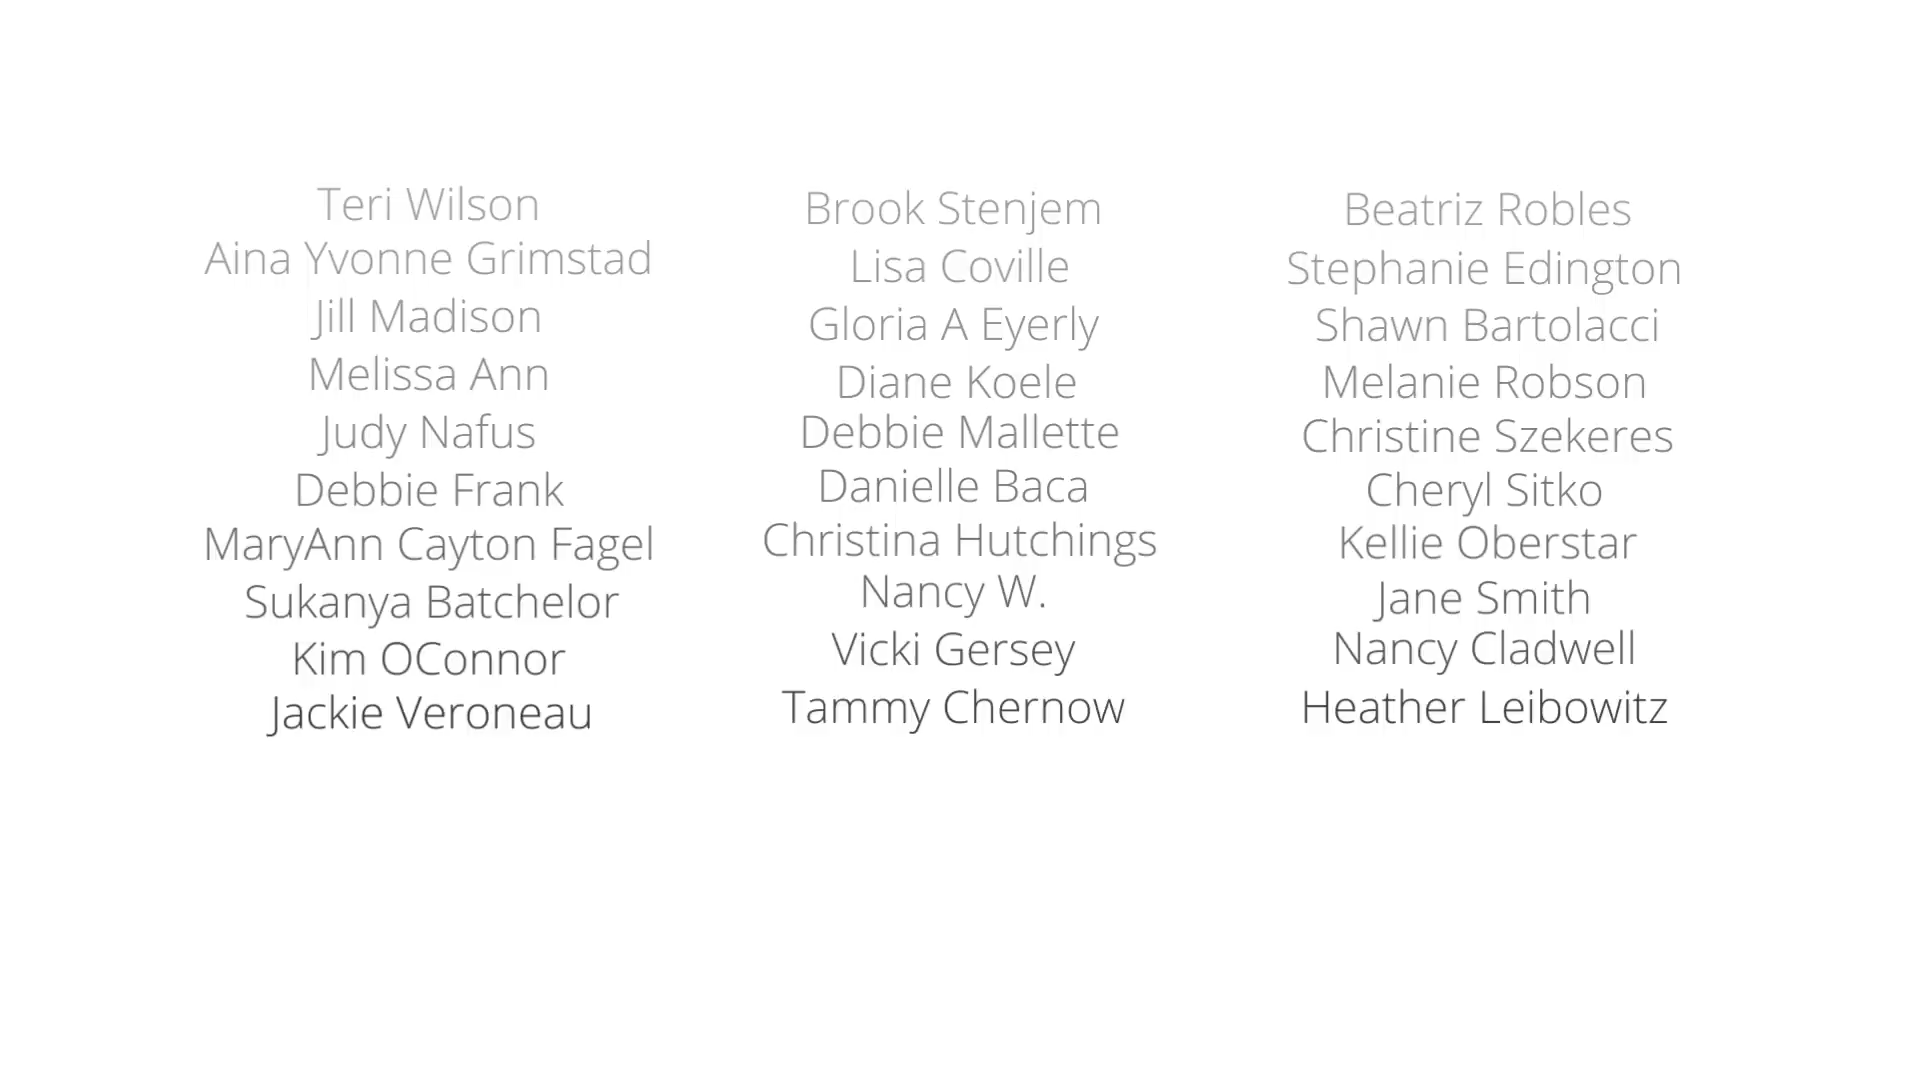 Teri Wilson
Aina Yvonne Grimstad
Jill Madison
Melissa Ann
Judy Nafus
Debbie Frank
MaryAnn Cayton Fagel
Sukanya Batchelor
Kim OConnor
Jackie Veroneau
Brook Stenjem
Lisa Coville
Gloria A Eyerly
Diane Koele
Debbie Mallette
Danielle Baca
Christina Hutchings
Nancy W.
Vicki Gersey
Tammy Chernow
Beatriz Robles
Stephanie Edington
Shawn Bartolacci
Melanie Robson
Christine Szekeres
Cheryl Sitko
Kellie Oberstar
Jane Smith
Nancy Cladwell
Heather Leibowitz